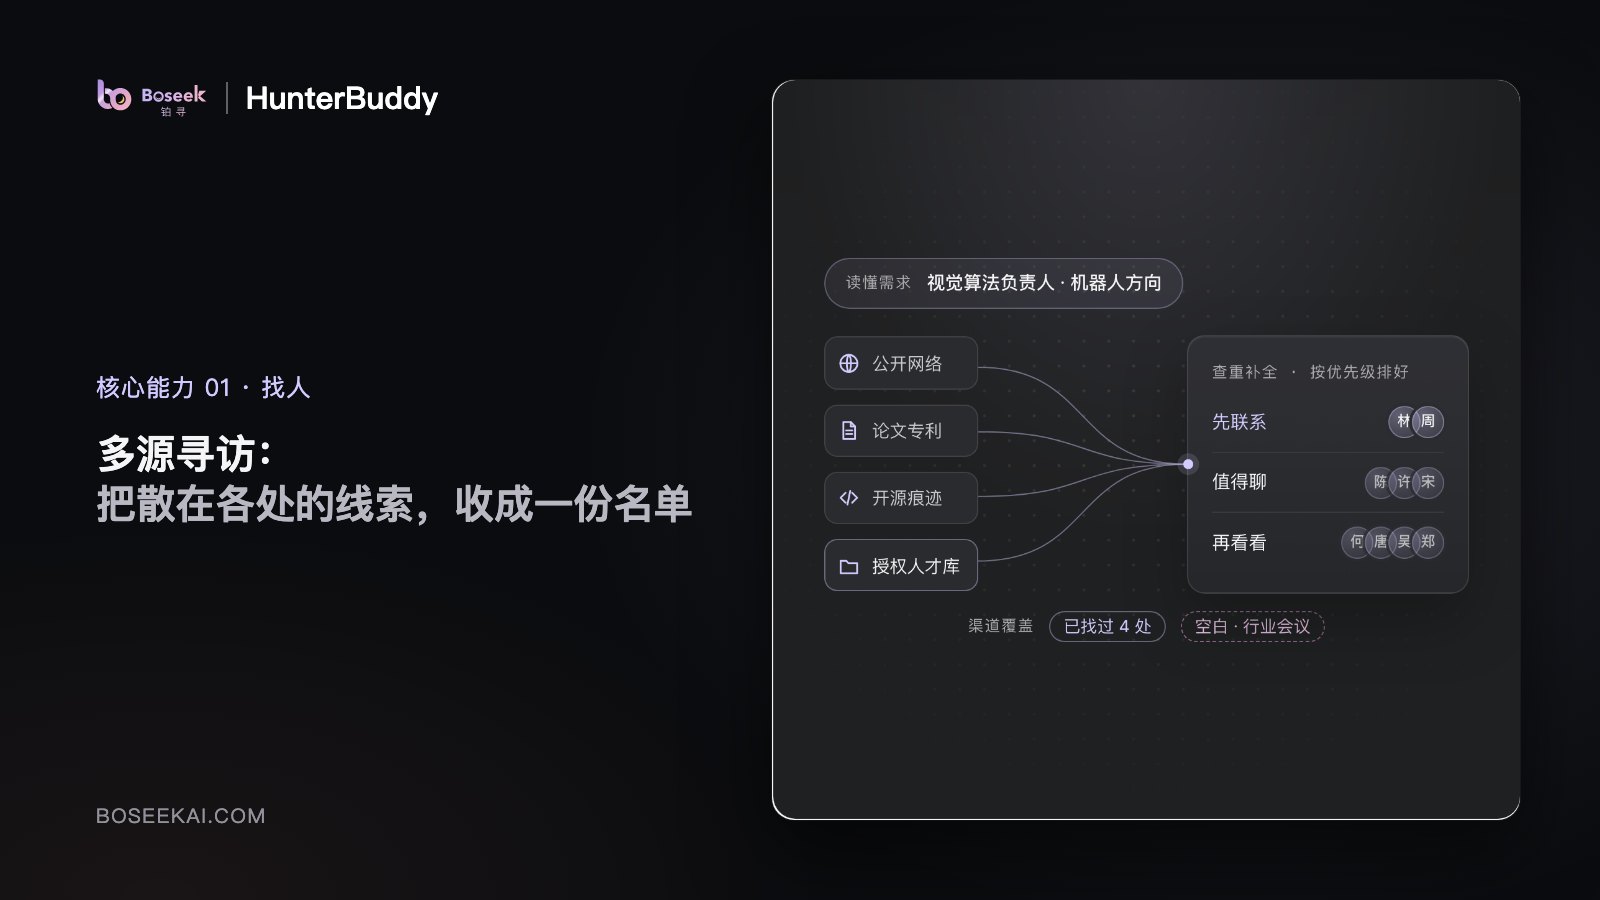 Boseek
铂寻
HunterBuddy
核心能力 01 · 找人
多源寻访：
把散在各处的线索，收成一份名单
BOSEEKAI.COM
读懂需求 视觉算法负责人 · 机器人方向
公开网络
论文专利
开源痕迹
授权人才库
查重补全 · 按优先级排好
先联系 林 周
值得聊 陈 许 宋
再看看 何 唐 吴 郑
渠道覆盖 已找过 4 处 空白 · 行业会议